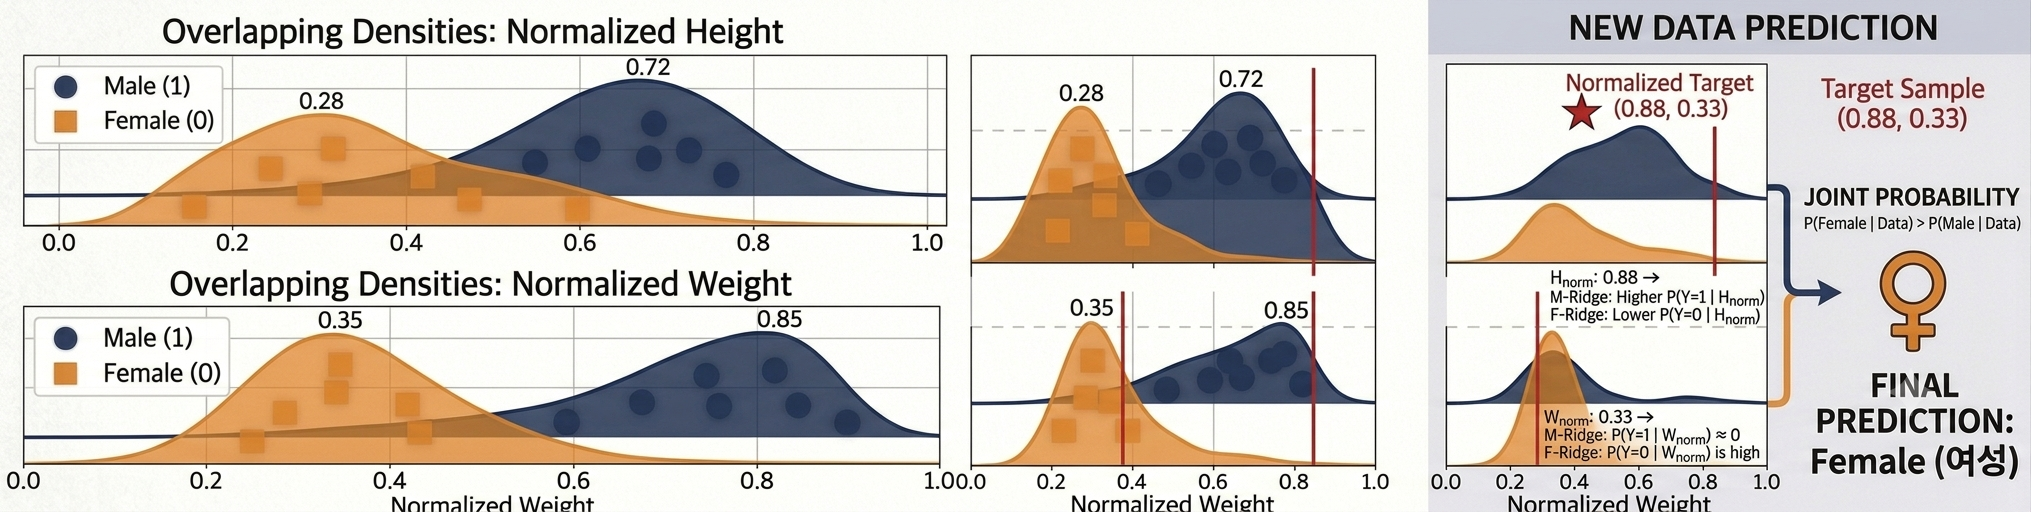 Overlapping Densities: Normalized Height
Male (1)
Female (0)
0.28
0.72
0.0 0.2 0.4 0.6 0.8 1.0
Overlapping Densities: Normalized Weight
Male (1)
Female (0)
0.35
0.85
0.0 0.2 0.4 0.6 0.8 1.0
Normalized Weight
0.28
0.72
0.35
0.85
0.0 0.2 0.4 0.6 0.8 1.0
Normalized Weight
NEW DATA PREDICTION
Normalized Target
(0.88, 0.33)
Hnorm: 0.88 →
M-Ridge: Higher P(Y=1 | Hnorm)
F-Ridge: Lower P(Y=0 | Hnorm)
Wnorm: 0.33 →
M-Ridge: P(Y=1 | Wnorm) ≈ 0
F-Ridge: P(Y=0 | Wnorm) is high
0.0 0.2 0.4 0.6 0.8 1.0
Normalized Weight
Target Sample
(0.88, 0.33)
JOINT PROBABILITY
P(Female | Data) > P(Male | Data)
FINAL
PREDICTION:
Female (여성)